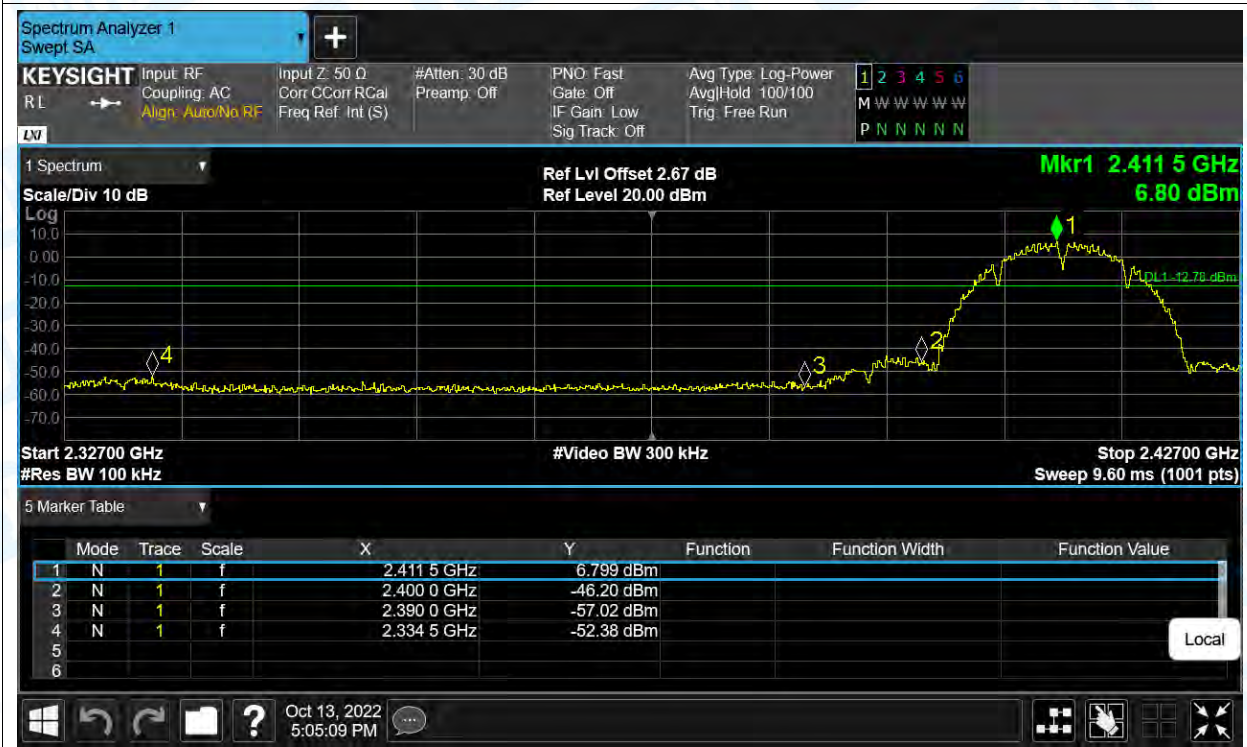 Spectrum Analyzer 1
Swept SA
+
KEYSIGHT
RL
LXI
Input: RF
Coupling: AC
Align: Auto/No RF
Input Z: 50 Ω
Corr CCorr RCal
Freq Ref: Int (S)
#Atten: 30 dB
Preamp: Off
PNO: Fast
Gate: Off
IF Gain: Low
Sig Track: Off
Avg Type: Log-Power
Avg|Hold: 100/100
Trig: Free Run
1 2 3 4 5 6
M W W W W W
P N N N N N
1 Spectrum
Scale/Div 10 dB
Ref Lvl Offset 2.67 dB
Ref Level 20.00 dBm
Mkr1 2.411 5 GHz
6.80 dBm
Log
10.0
0.00
-10.0
-20.0
-30.0
-40.0
-50.0
-60.0
-70.0
1
DL1 -12.78 dBm
2
3
4
Start 2.32700 GHz
#Video BW 300 kHz
Stop 2.42700 GHz
#Res BW 100 kHz
Sweep 9.60 ms (1001 pts)
5 Marker Table
Mode Trace Scale X Y Function Function Width Function Value
1 N 1 f 2.411 5 GHz 6.799 dBm
2 N 1 f 2.400 0 GHz -46.20 dBm
3 N 1 f 2.390 0 GHz -57.02 dBm
4 N 1 f 2.334 5 GHz -52.38 dBm
5
6
Local
?
Oct 13, 2022
5:05:09 PM